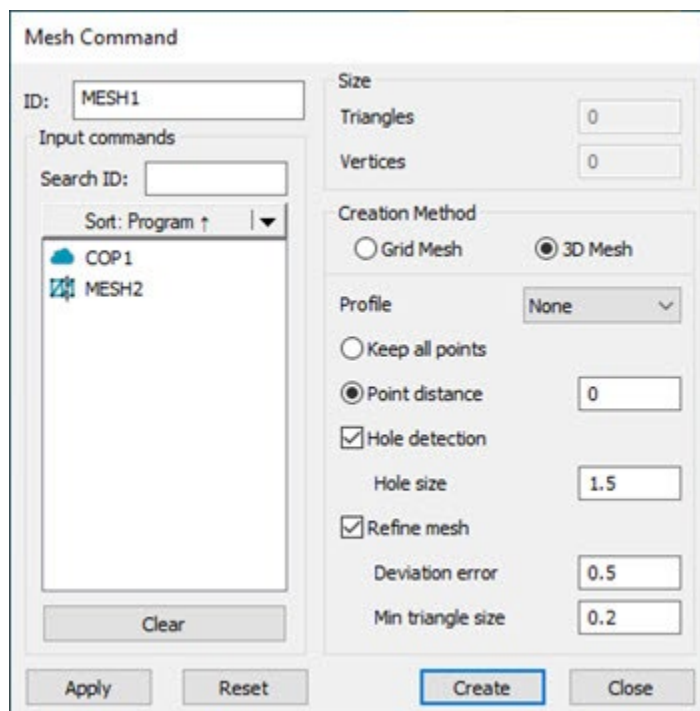 Mesh Command
ID: MESH1
Input commands
Search ID:
Sort: Program ↑
COP1
MESH2
Clear
Size
Triangles 0
Vertices 0
Creation Method
Grid Mesh 3D Mesh
Profile None
Keep all points
Point distance 0
Hole detection
Hole size 1.5
Refine mesh
Deviation error 0.5
Min triangle size 0.2
Apply Reset Create Close